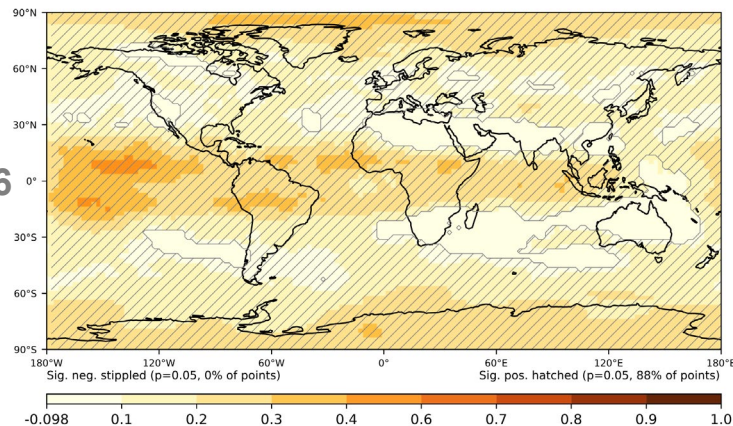 90°N
60°N
30°N
6
0°
30°S
60°S
90°S
180°W 120°W 60°W 0° 60°E 120°E 180°E
Sig. neg. stippled (p=0.05, 0% of points) Sig. pos. hatched (p=0.05, 88% of points)
-0.098 0.1 0.2 0.3 0.4 0.6 0.7 0.8 0.9 1.0